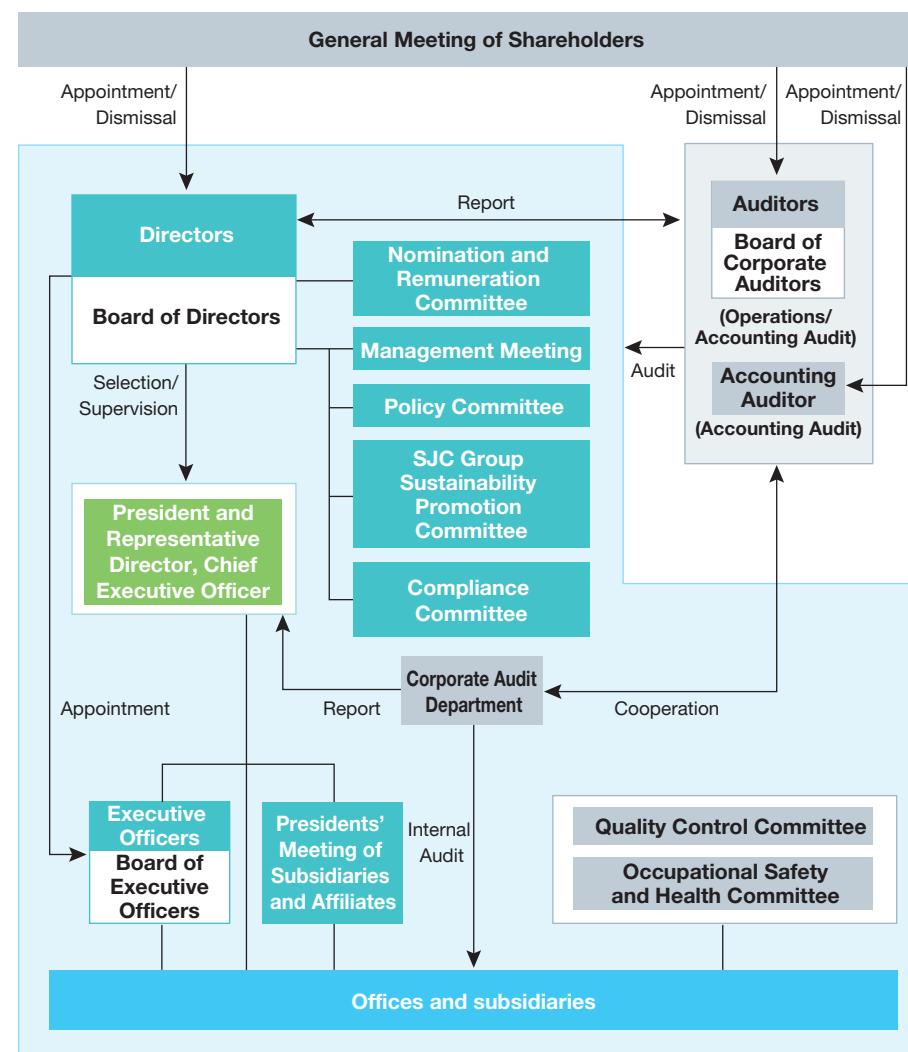 General Meeting of Shareholders
Appointment/
Dismissal
Appointment/
Dismissal
Appointment/
Dismissal
Directors
Board of Directors
Report
Auditors
Board of
Corporate
Auditors
(Operations/
Accounting Audit)
Accounting
Auditor
(Accounting Audit)
Audit
Nomination and
Remuneration
Committee
Management Meeting
Policy Committee
SJC Group
Sustainability
Promotion
Committee
Compliance
Committee
Selection/
Supervision
President and
Representative
Director, Chief
Executive Officer
Corporate Audit
Department
Report
Cooperation
Appointment
Executive
Officers
Board of
Executive
Officers
Presidents’
Meeting of
Subsidiaries
and Affiliates
Internal
Audit
Quality Control Committee
Occupational Safety
and Health Committee
Offices and subsidiaries